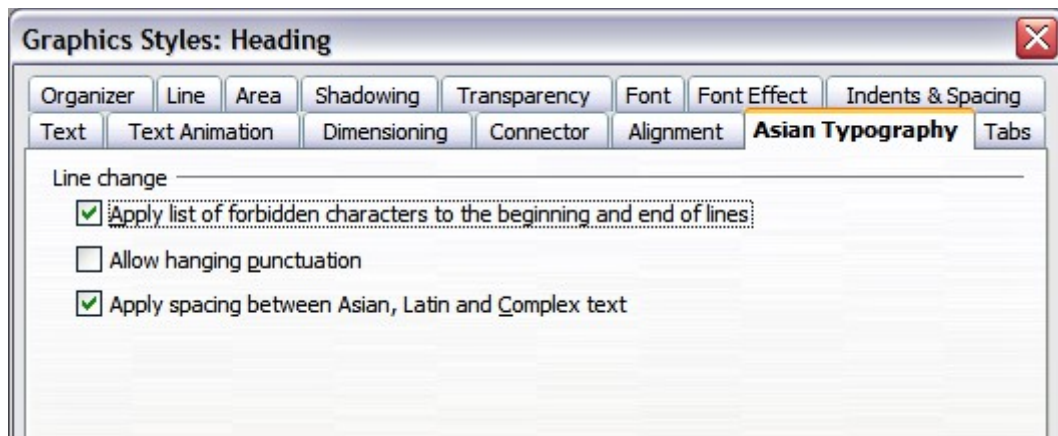 Graphics Styles: Heading
Organizer Line Area Shadowing Transparency Font Font Effect Indents & Spacing
Text Text Animation Dimensioning Connector Alignment Asian Typography Tabs
Line change
Apply list of forbidden characters to the beginning and end of lines
Allow hanging punctuation
Apply spacing between Asian, Latin and Complex text